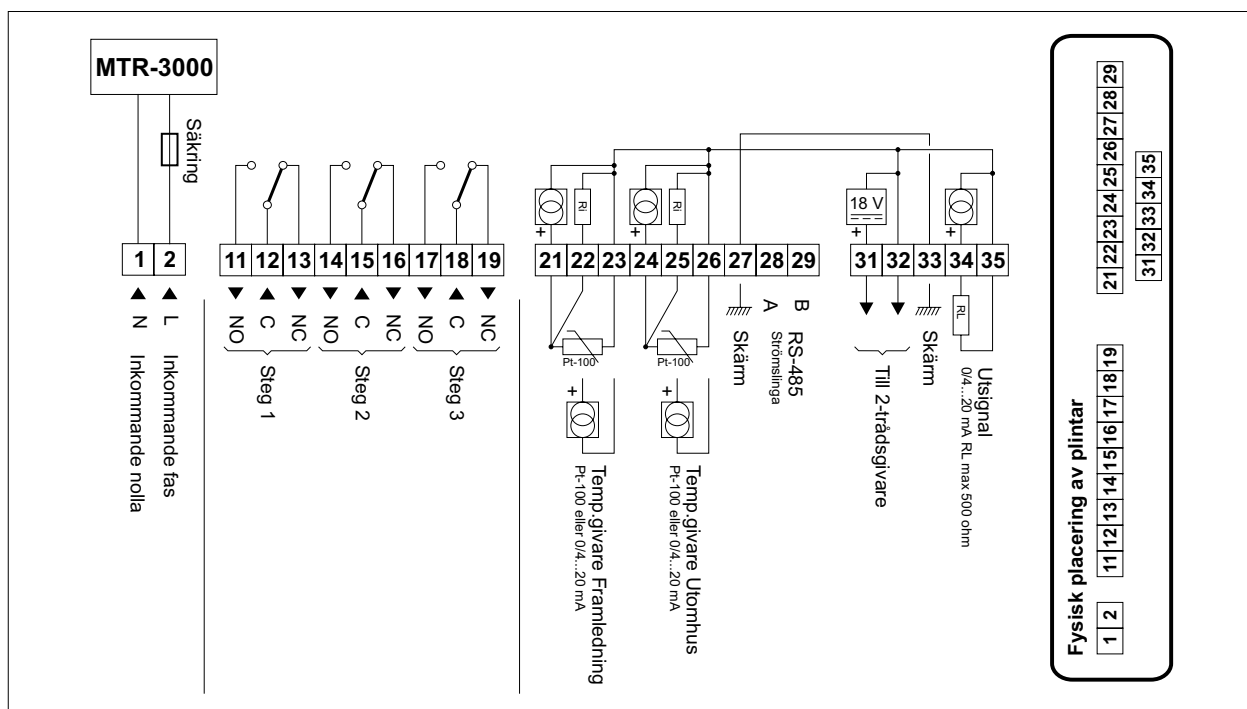 MTR-3000
Säkring
1 2
N Inkommande nolla
L Inkommande fas
11 12 13 14 15 16 17 18 19
NO C NC NO C NC NO C NC
Steg 1
Steg 2
Steg 3
Ri
Ri
18 V
+ + + +
21 22 23 24 25 26 27 28 29
31 32 33 34 35
Pt-100
Pt-100
+
+
Temp.givare Framledning
Pt-100 eller 0/4...20 mA
Temp.givare Utomhus
Pt-100 eller 0/4...20 mA
Skärm
A
B RS-485
Strömslinga
Till 2-trådsgivare
Skärm
RL
Utsignal
0/4...20 mA RL max 500 ohm
Fysisk placering av plintar
1 2
11 12 13 14 15 16 17 18 19
21 22 23 24 25 26 27 28 29
31 32 33 34 35